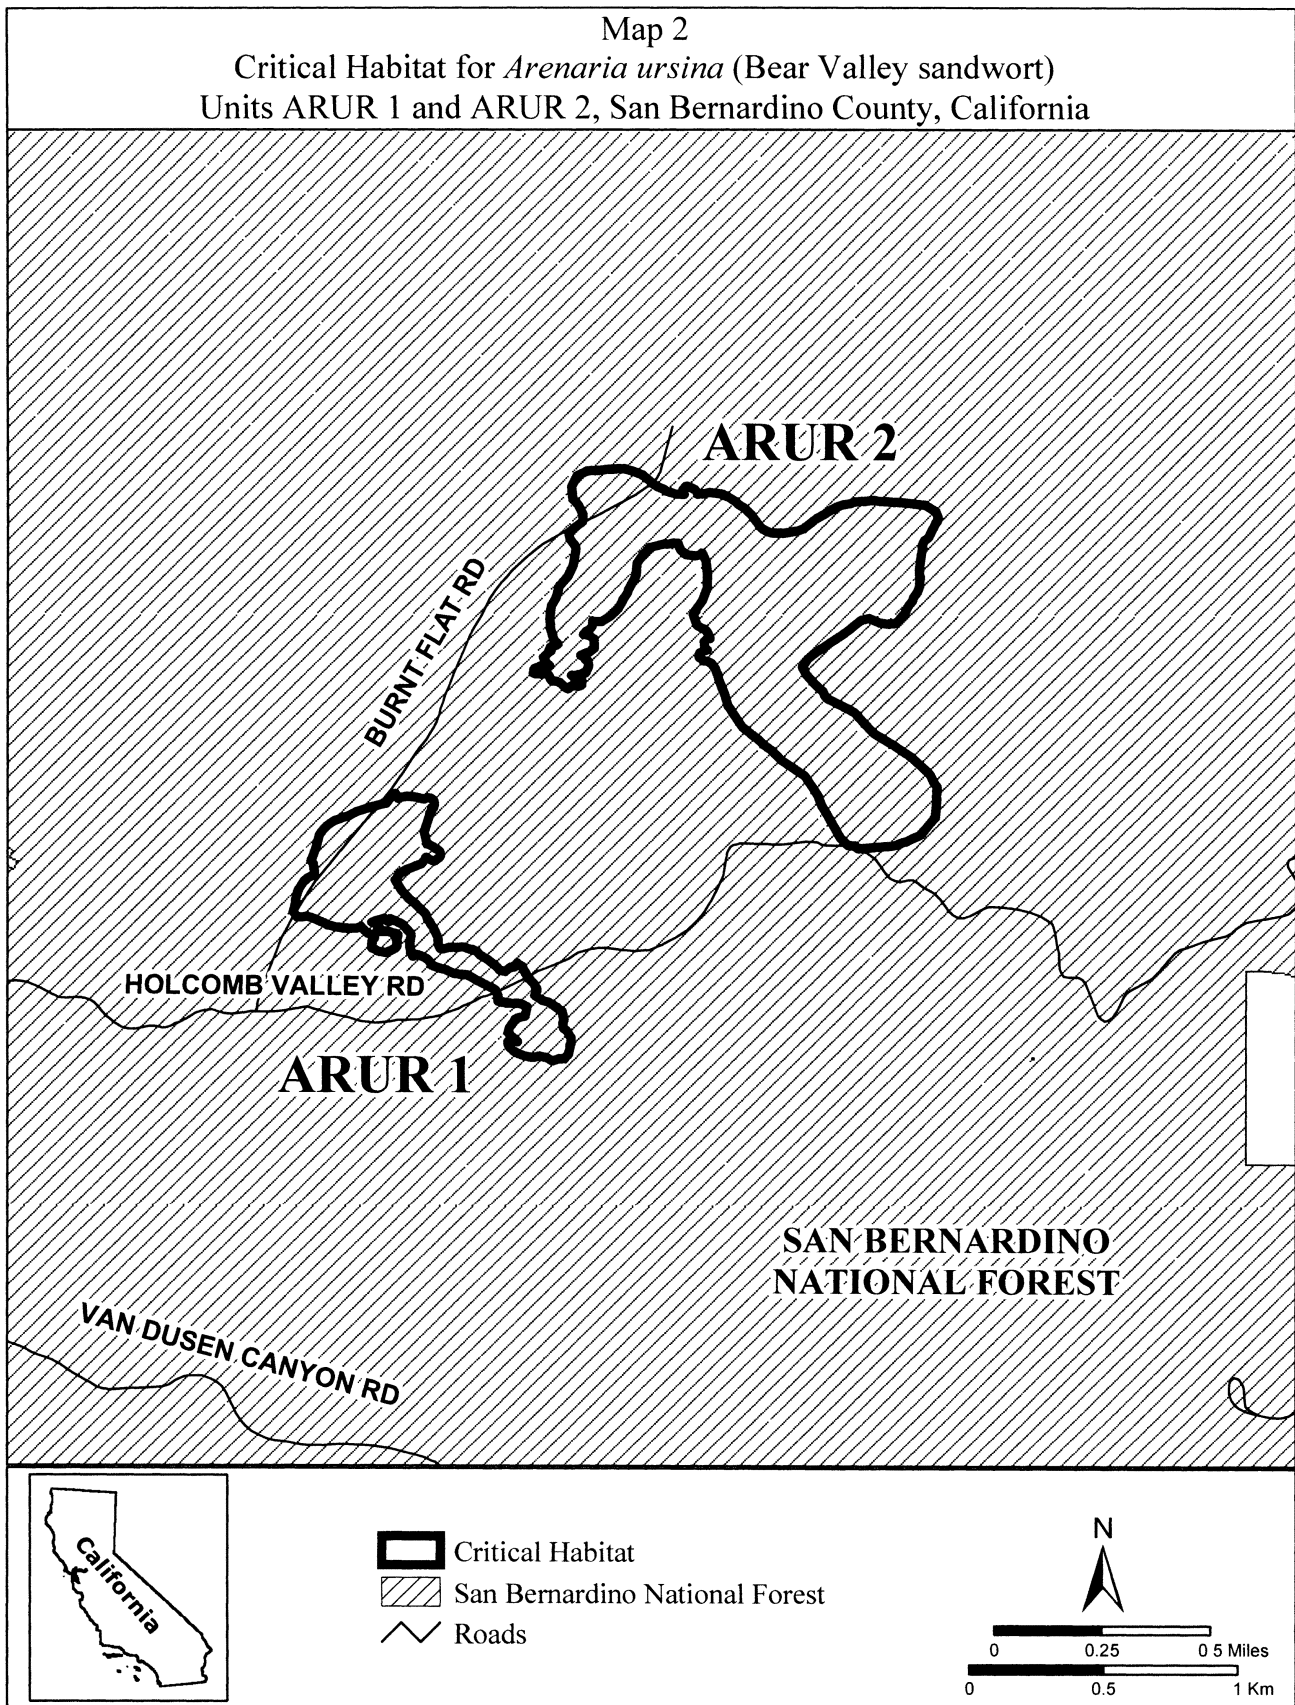 Map 2
Critical Habitat for Arenaria ursina (Bear Valley sandwort)
Units ARUR 1 and ARUR 2, San Bernardino County, California
ARUR 2
BURNT FLAT RD
HOLCOMB VALLEY RD
ARUR 1
SAN BERNARDINO
NATIONAL FOREST
VAN DUSEN CANYON RD
California
Critical Habitat
San Bernardino National Forest
Roads
N
0 0.25 0 5 Miles
0 0.5 1 Km